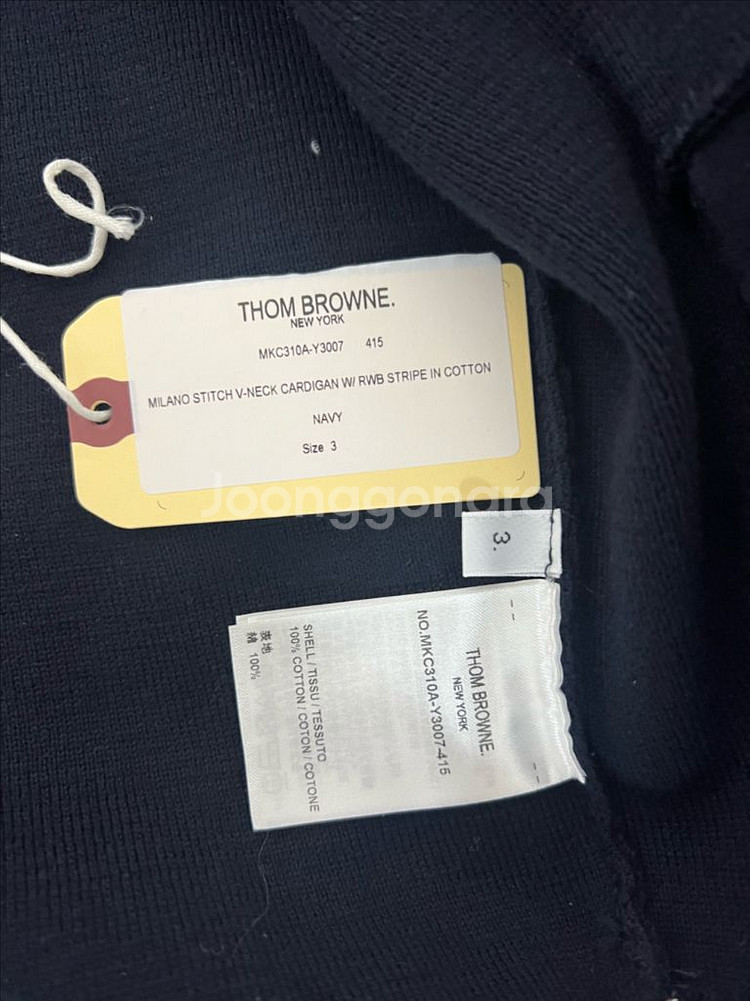 THOM BROWNE.
NEW YORK
MKC310A-Y3007 415
MILANO STITCH V-NECK CARDIGAN W/ RWB STRIPE IN COTTON
NAVY
Size 3
Joonggonara
3.
THOM BROWNE.
NEW YORK
NO.MKC310A-Y3007-415
SHELL / TISSU / TESSUTO
100% COTTON / COTON / COTONE
表地
綿 100%